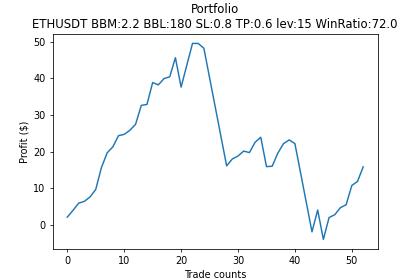 Portfolio
ETHUSDT BBM:2.2 BBL:180 SL:0.8 TP:0.6 lev:15 WinRatio:72.0
50
40
30
20
10
0
Profit ($)
0 10 20 30 40 50
Trade counts